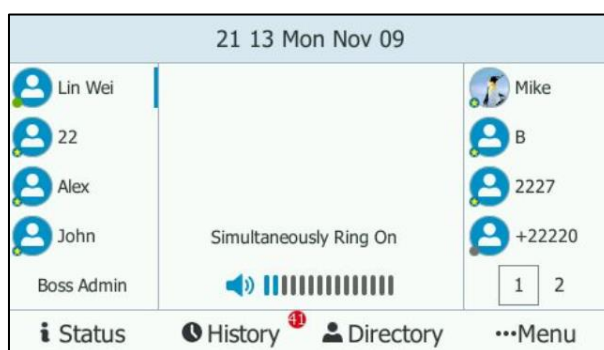 21 13 Mon Nov 09
Lin Wei
Mike
22
B
Alex
2227
John
Simultaneously Ring On
+22220
Boss Admin
1 2
Status
History 41
Directory
Menu